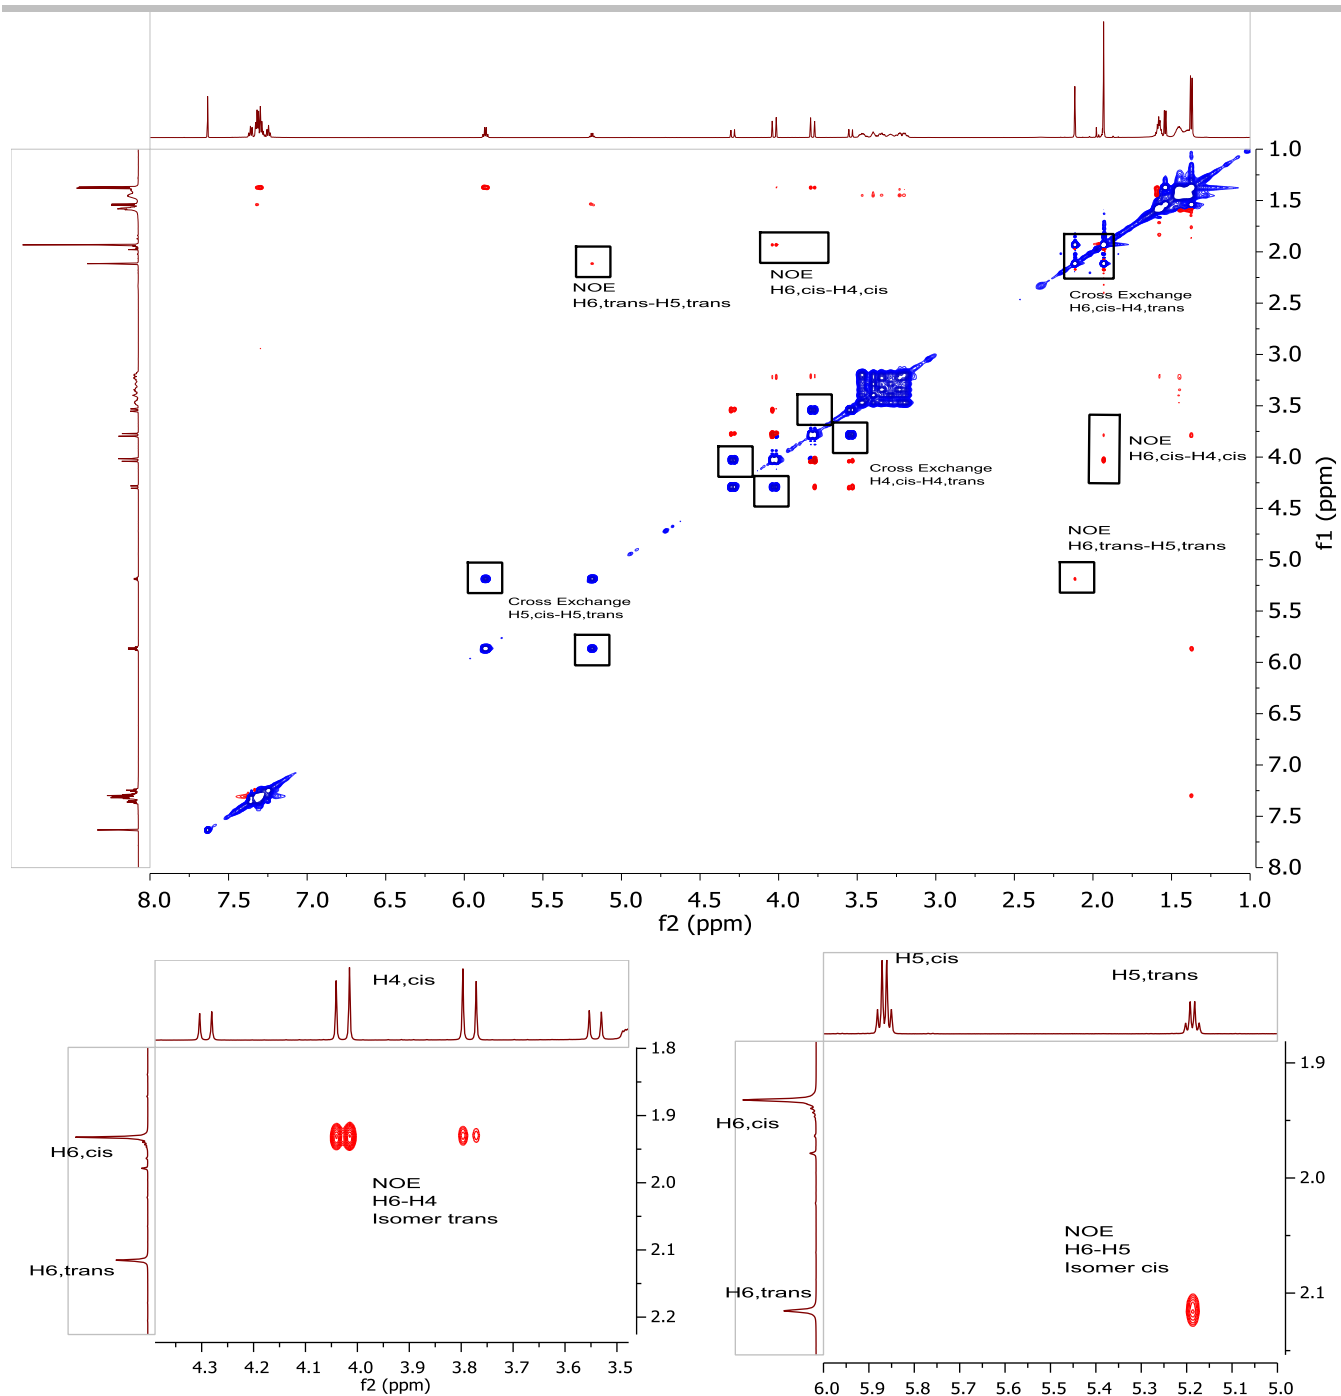 NOE
H6,trans-H5,trans
NOE
H6,cis-H4,cis
Cross Exchange
H6,cis-H4,trans
NOE
H6,cis-H4,cis
Cross Exchange
H4,cis-H4,trans
NOE
H6,trans-H5,trans
Cross Exchange
H5,cis-H5,trans
1.0
1.5
2.0
2.5
3.0
3.5
4.0
4.5
5.0
5.5
6.0
6.5
7.0
7.5
8.0
f1 (ppm)
8.0 7.5 7.0 6.5 6.0 5.5 5.0 4.5 4.0 3.5 3.0 2.5 2.0 1.5 1.0
f2 (ppm)
H4,cis
H6,cis
H6,trans
NOE
H6-H4
Isomer trans
1.8
1.9
2.0
2.1
2.2
4.3 4.2 4.1 4.0 3.9 3.8 3.7 3.6 3.5
f2 (ppm)
H5,cis
H5,trans
H6,cis
H6,trans
NOE
H6-H5
Isomer cis
1.9
2.0
2.1
6.0 5.9 5.8 5.7 5.6 5.5 5.4 5.3 5.2 5.1 5.0